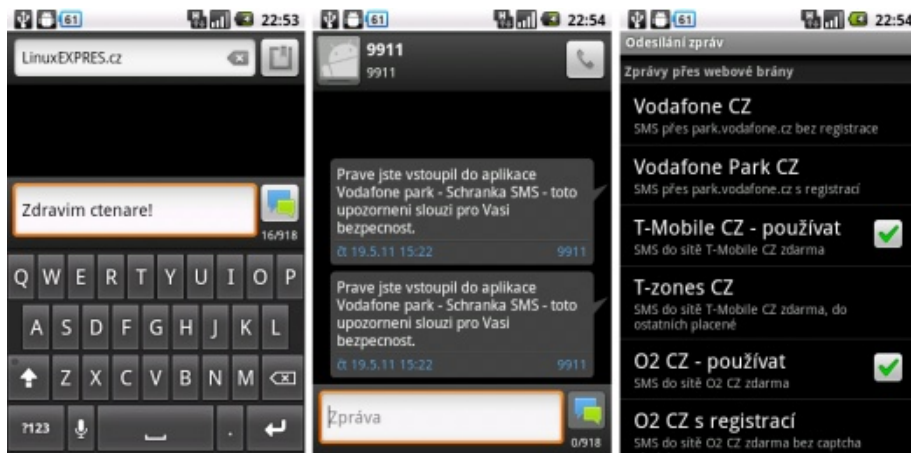 61
22:53
LinuxEXPRES.cz
Zdravim ctenare!
16/918
Q W E R T Y U I O P
A S D F G H J K L
Z X C V B N M
?123
.
61
22:54
9911
9911
Prave jste vstoupil do aplikace
Vodafone park - Schranka SMS - toto
upozorneni slouzi pro Vasi
bezpecnost.
čt 19.5.11 15:22 9911
Prave jste vstoupil do aplikace
Vodafone park - Schranka SMS - toto
upozorneni slouzi pro Vasi
bezpecnost.
čt 19.5.11 15:22 9911
Zpráva
0/918
61
22:54
Odesílání zpráv
Zprávy přes webové brány
Vodafone CZ
SMS přes park.vodafone.cz bez registrace
Vodafone Park CZ
SMS přes park.vodafone.cz s registrací
T-Mobile CZ - používat
SMS do sítě T-Mobile CZ zdarma
T-zones CZ
SMS do sítě T-Mobile CZ zdarma, do
ostatních placené
O2 CZ - používat
SMS do sítě O2 CZ zdarma
O2 CZ s registrací
SMS do sítě O2 CZ zdarma bez captcha